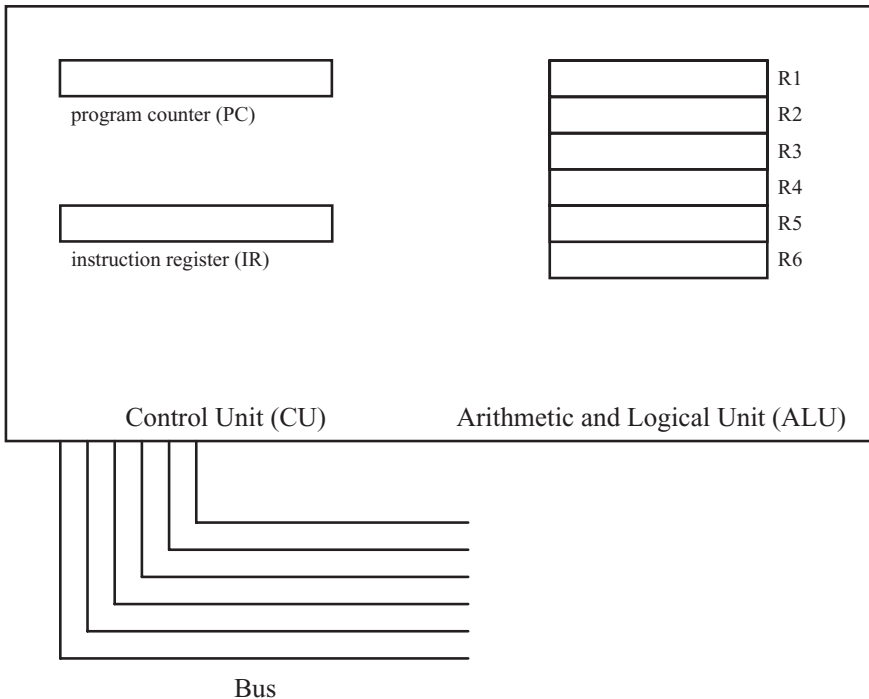 R1
program counter (PC)
R2
R3
R4
R5
instruction register (IR)
R6
Control Unit (CU)
Arithmetic and Logical Unit (ALU)
Bus